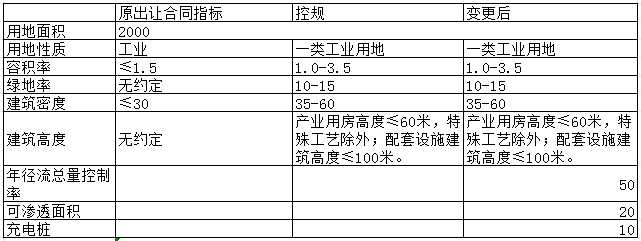 原出让合同指标 控规 变更后
用地面积 2000
用地性质 工业 一类工业用地 一类工业用地
容积率 ≤1.5 1.0-3.5 1.0-3.5
绿地率 无约定 10-15 10-15
建筑密度 ≤30 35-60 35-60
建筑高度 无约定 产业用房高度≤60米，特殊工艺除外；配套设施建筑高度≤100米。 产业用房高度≤60米，特殊工艺除外；配套设施建筑高度≤100米。
年径流总量控制率 50
可渗透面积 20
充电桩 10